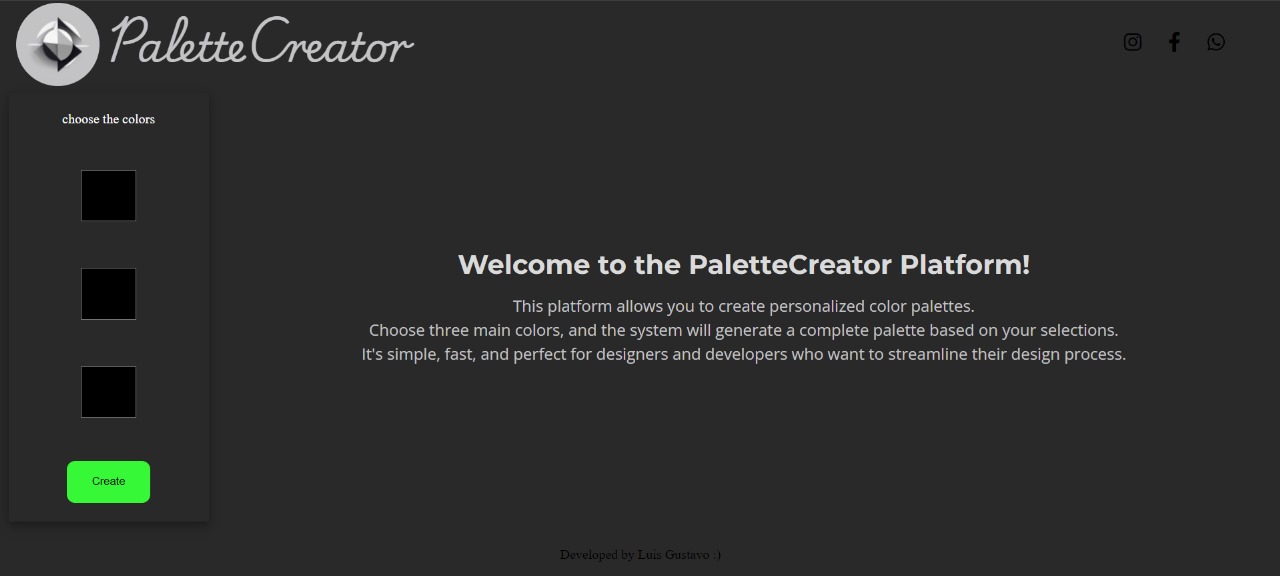 PaletteCreator
choose the colors
Welcome to the PaletteCreator Platform!
This platform allows you to create personalized color palettes.
Choose three main colors, and the system will generate a complete palette based on your selections.
It's simple, fast, and perfect for designers and developers who want to streamline their design process.
Create
Developed by Luis Gustavo :)